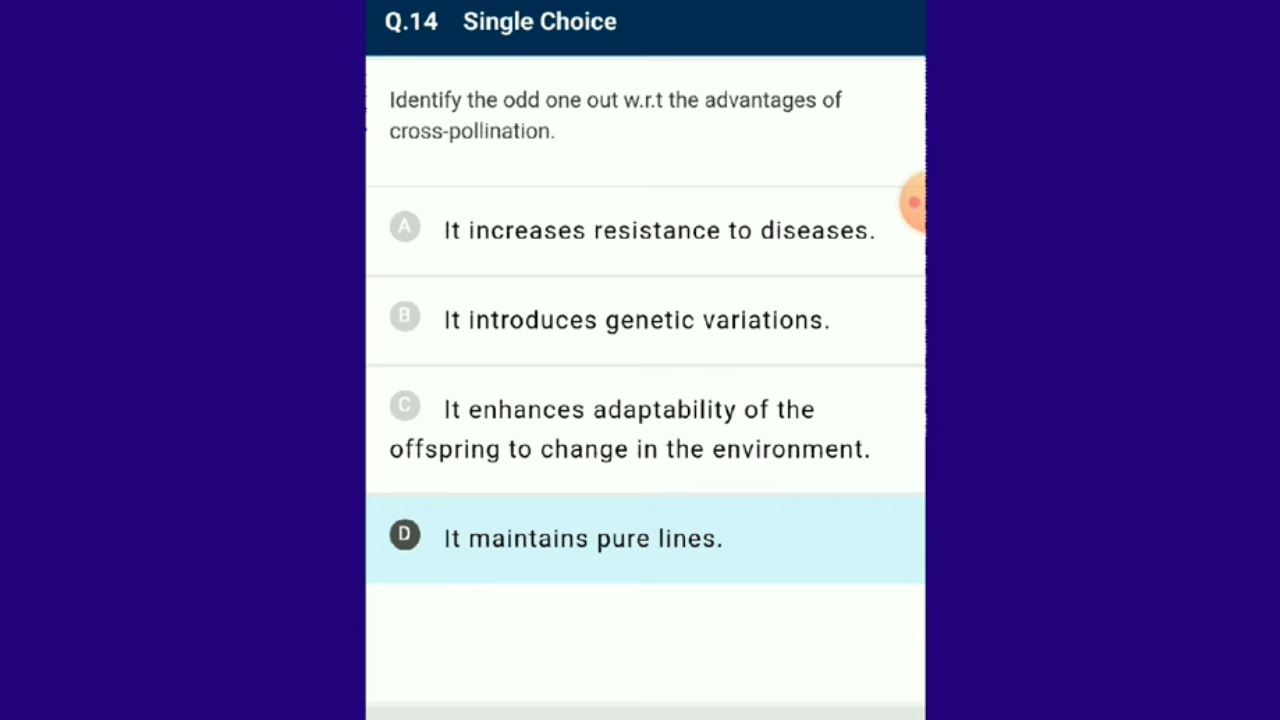 Q.14 Single Choice
Identify the odd one out w.r.t the advantages of
cross-pollination.
A It increases resistance to diseases.
B It introduces genetic variations.
C It enhances adaptability of the
offspring to change in the environment.
D It maintains pure lines.